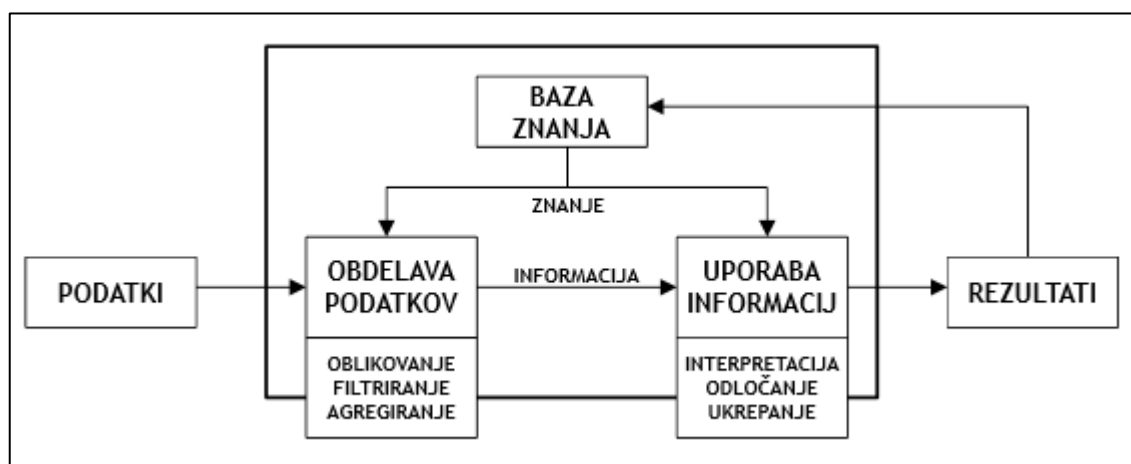 BAZA
ZNANJA
ZNANJE
PODATKI
OBDELAVA
PODATKOV
INFORMACIJA
UPORABA
INFORMACIJ
REZULTATI
OBLIKOVANJE
FILTRIRANJE
AGREGIRANJE
INTERPRETACIJA
ODLOČANJE
UKREPANJE